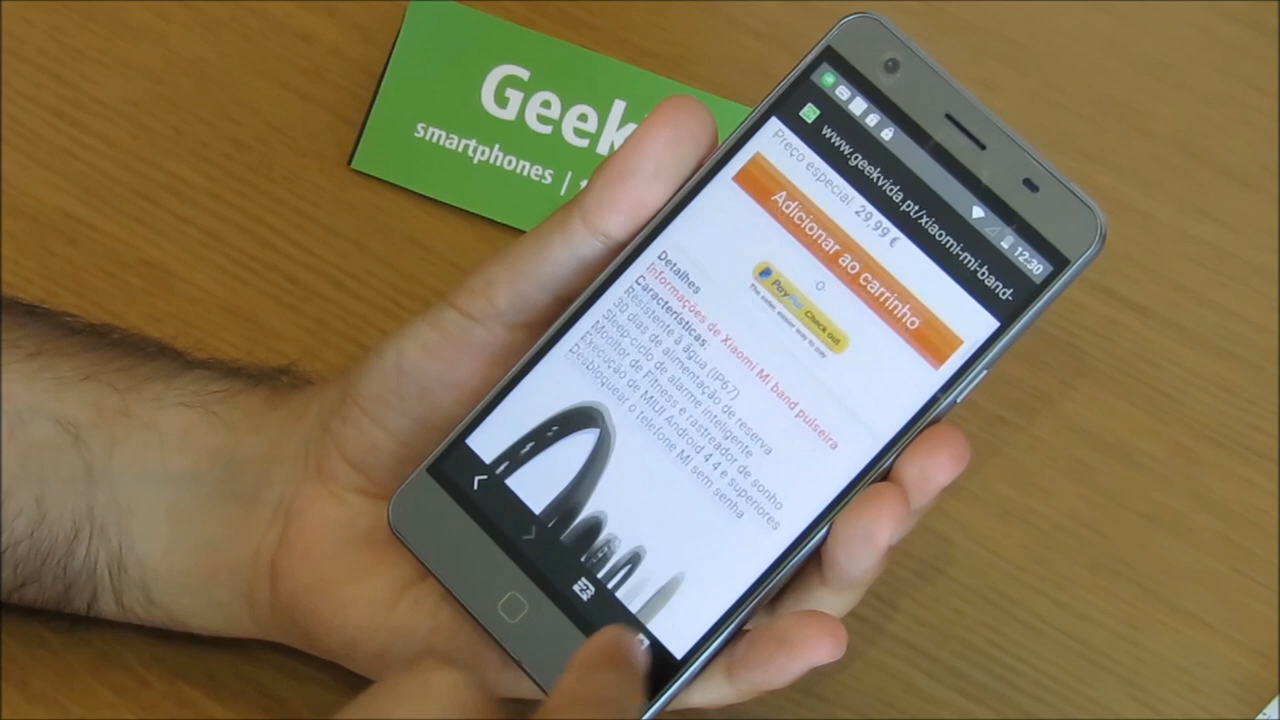 Geek
smartphones |
12:30
www.geekvida.pt/xiaomi-mi-band-
Preço especial: 29,99 €
Adicionar ao carrinho
0
PayPal Check out
The safer, easier way to pay
Detalhes
Informações de Xiaomi Mi band pulseira
Características:
Resistente à água (IP67)
30 dias de alimentação de reserva
Sleep-ciclo de alarme inteligente
Monitor de Fitness e rastreador de sonho
Execução de MIUI Android 4.4 e superiores
Desbloquear o telefone MI sem senha